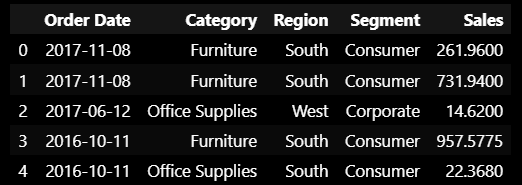 Order Date Category Region Segment Sales
0 2017-11-08 Furniture South Consumer 261.9600
1 2017-11-08 Furniture South Consumer 731.9400
2 2017-06-12 Office Supplies West Corporate 14.6200
3 2016-10-11 Furniture South Consumer 957.5775
4 2016-10-11 Office Supplies South Consumer 22.3680